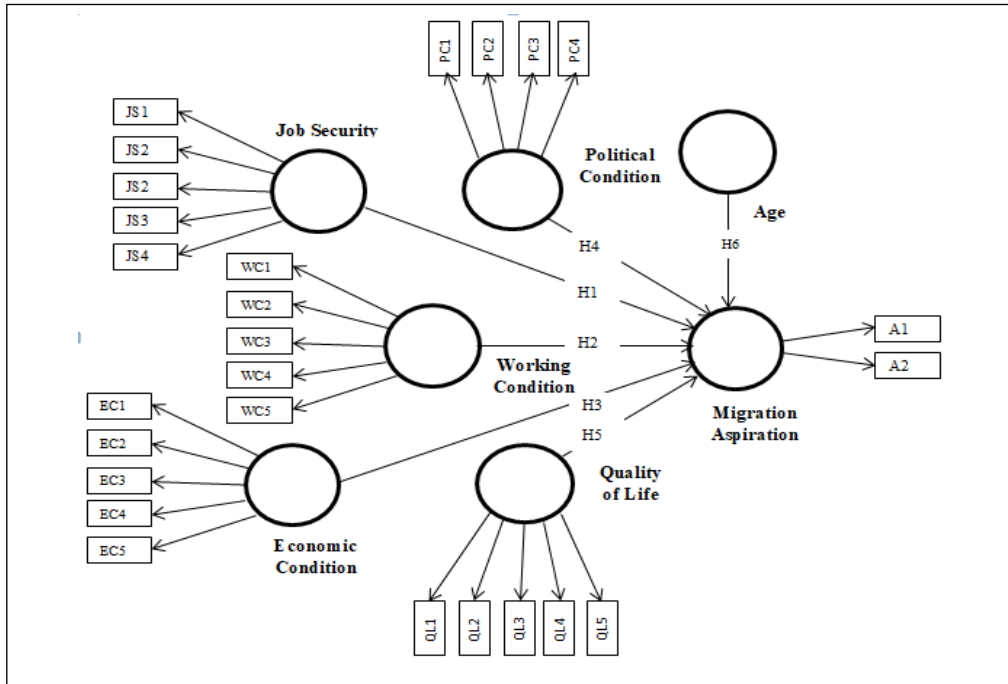 PC1
PC2
PC3
PC4
JS1
JS2
JS2
JS3
JS4
Job Security
Political
Condition
Age
H4
H6
H1
WC1
WC2
WC3
WC4
WC5
H2
Working
Condition
A1
A2
Migration
Aspiration
EC1
EC2
EC3
EC4
EC5
H3
H5
Quality
of Life
Economic
Condition
QL1
QL2
QL3
QL4
QL5